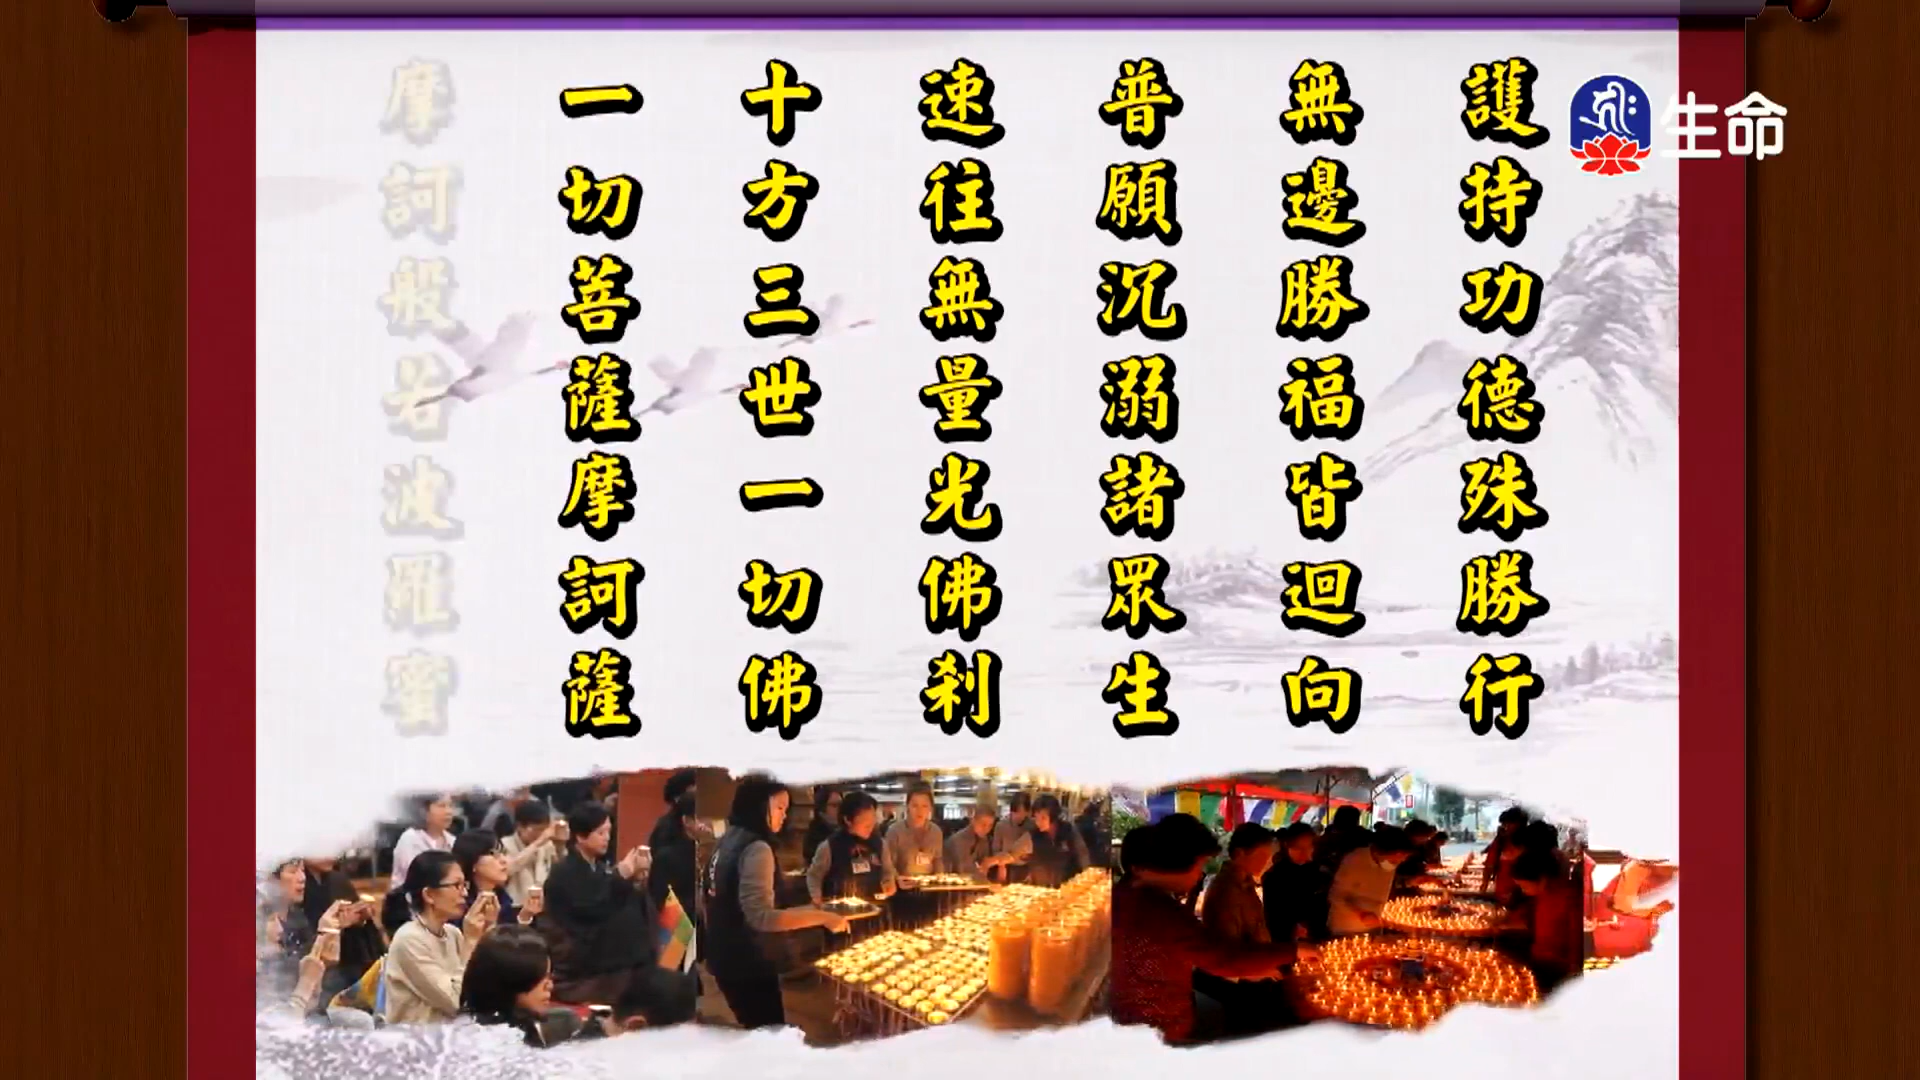 護持功德殊勝行
無邊勝福皆迴向
普願沉溺諸眾生
速往無量光佛剎
十方三世一切佛
一切菩薩摩訶薩
摩訶般若波羅蜜
生命